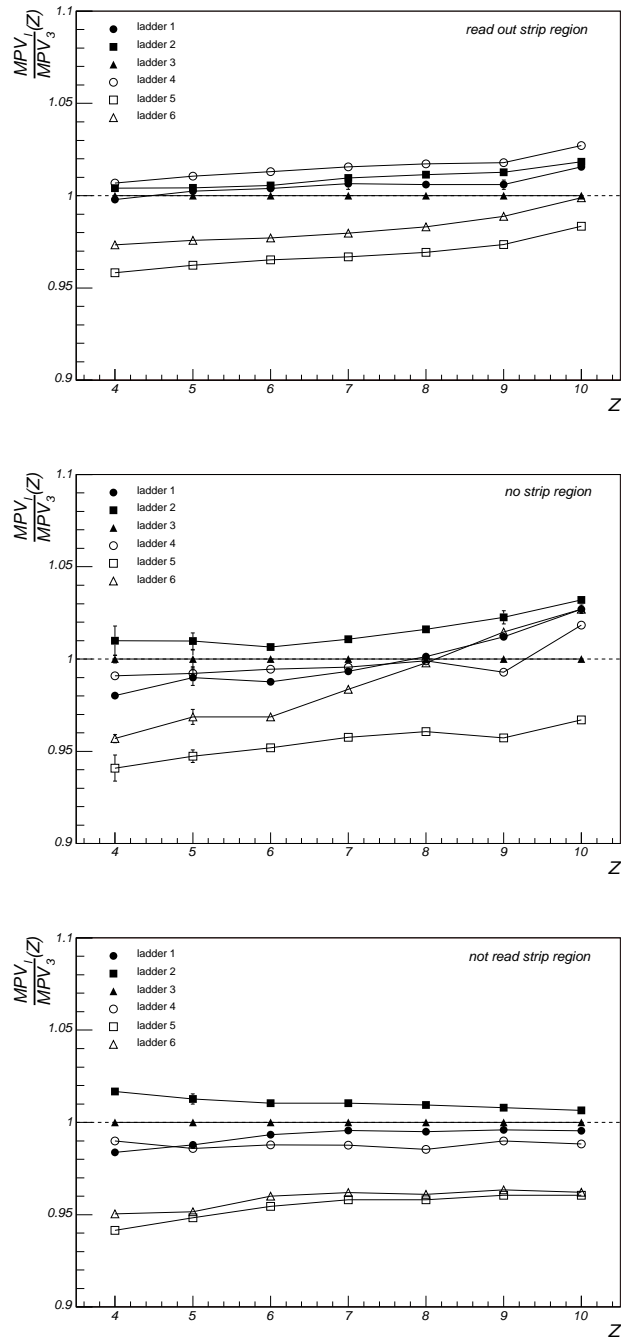 MPV_l(Z)
MPV_3
1.1
1.05
1
0.95
0.9
ladder 1
ladder 2
ladder 3
ladder 4
ladder 5
ladder 6
read out strip region
4 5 6 7 8 9 10
Z
MPV_l(Z)
MPV_3
1.1
1.05
1
0.95
0.9
ladder 1
ladder 2
ladder 3
ladder 4
ladder 5
ladder 6
no strip region
4 5 6 7 8 9 10
Z
MPV_l(Z)
MPV_3
1.1
1.05
1
0.95
0.9
ladder 1
ladder 2
ladder 3
ladder 4
ladder 5
ladder 6
not read strip region
4 5 6 7 8 9 10
Z